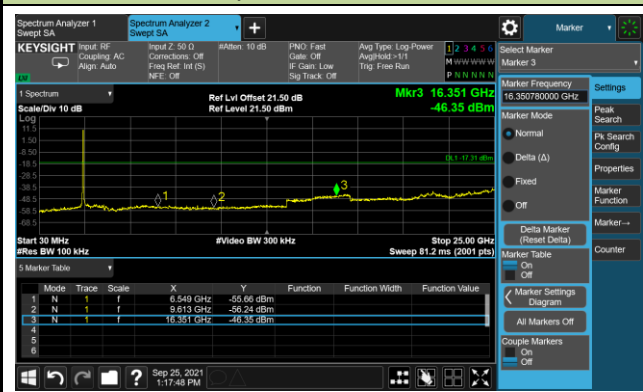 Spectrum Analyzer 1
Swept SA
Spectrum Analyzer 2
Swept SA
Marker
KEYSIGHT
Input: RF
Coupling: AC
Align: Auto
Input Z: 50 Ω
Corrections: Off
Freq Ref: Int (S)
NFE: Off
#Atten: 10 dB
PNO: Fast
Gate: Off
IF Gain: Low
Sig Track: Off
Avg Type: Log-Power
Avg|Hold:>1/1
Trig: Free Run
1 2 3 4 5 6
M W W W W W
P N N N N N
LW
Select Marker
Marker 3
1 Spectrum
Scale/Div 10 dB
Ref Lvl Offset 21.50 dB
Ref Level 21.50 dBm
Mkr3 16.351 GHz
-46.35 dBm
Log
11.5
1.50
-8.50
-18.5
-28.5
-38.5
-48.5
-58.5
-68.5
DL1 -17.31 dBm
1
2
3
Start 30 MHz
#Res BW 100 kHz
#Video BW 300 kHz
Stop 25.00 GHz
Sweep 81.2 ms (2001 pts)
5 Marker Table
Mode Trace Scale X Y Function Function Width Function Value
1 N 1 f 6.549 GHz -55.66 dBm
2 N 1 f 9.613 GHz -56.24 dBm
3 N 1 f 16.351 GHz -46.35 dBm
4
5
6
Marker Frequency
16.350780000 GHz
Marker Mode
Normal
Delta (Δ)
Fixed
Off
Delta Marker
(Reset Delta)
Marker Table
On
Off
Marker Settings
Diagram
All Markers Off
Couple Markers
On
Off
Settings
Peak
Search
Pk Search
Config
Properties
Marker
Function
Marker→
Counter
?
Sep 25, 2021
1:17:48 PM